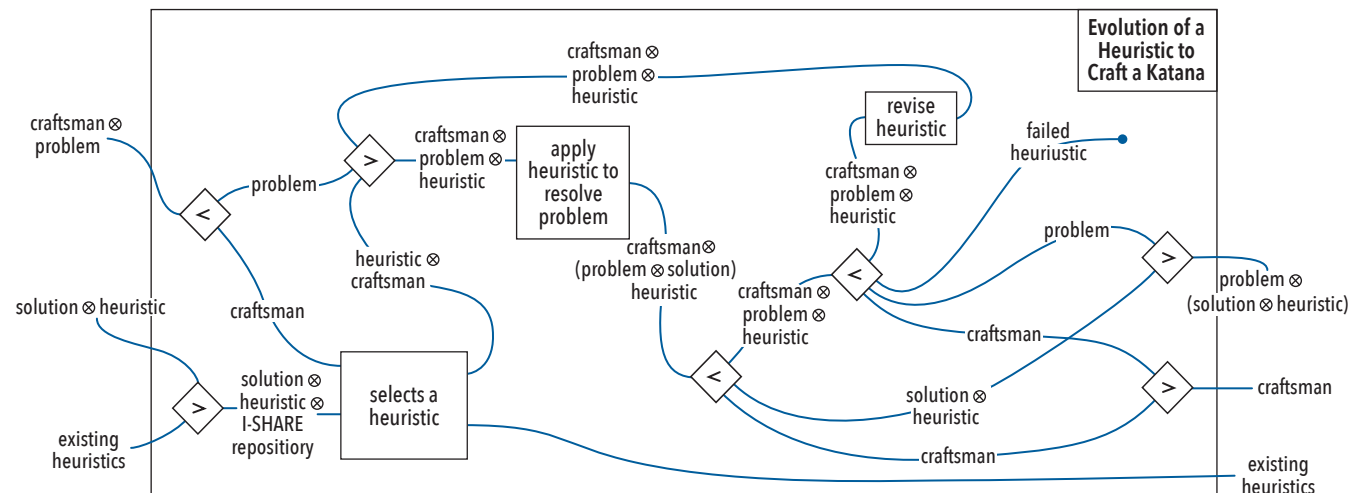 Evolution of a
Heuristic to
Craft a Katana
craftsman ⊗
problem ⊗
heuristic
revise
heuristic
failed
heuriustic
craftsman ⊗
problem
craftsman ⊗
problem ⊗
heuristic
apply
heuristic to
resolve
problem
>
craftsman ⊗
problem ⊗
heuristic
problem
<
problem
heuristic ⊗
craftsman
craftsman⊗
(problem ⊗ solution)
heuristic
>
<
problem ⊗
(solution ⊗ heuristic)
craftsman ⊗
problem ⊗
heuristic
solution ⊗ heuristic
craftsman
craftsman
<
>
craftsman
solution ⊗
heuristic ⊗
I-SHARE
repositiory
>
selects a
heuristic
solution ⊗
heuristic
existing
heuristics
craftsman
existing
heuristics